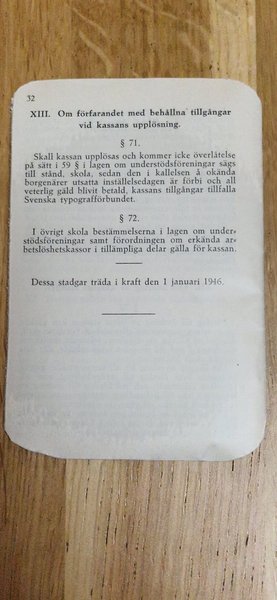 32
XIII. Om förfarandet med behållna tillgångar
vid kassans upplösning.
§ 71.
Skall kassan upplösas och kommer icke överlåtelse
på sätt i 59 § i lagen om understödsföreningar sägs
till stånd, skola, sedan den i kallelsen å okända
borgenärer utsatta inställelsedagen är förbi och all
veterlig gäld blivit betald, kassans tillgångar tillfalla
Svenska typografförbundet.
§ 72.
I övrigt skola bestämmelserna i lagen om under-
stödsföreningar samt förordningen om erkända ar-
betslöshetskassor i tillämpliga delar gälla för kassan.
Dessa stadgar träda i kraft den 1 januari 1946.